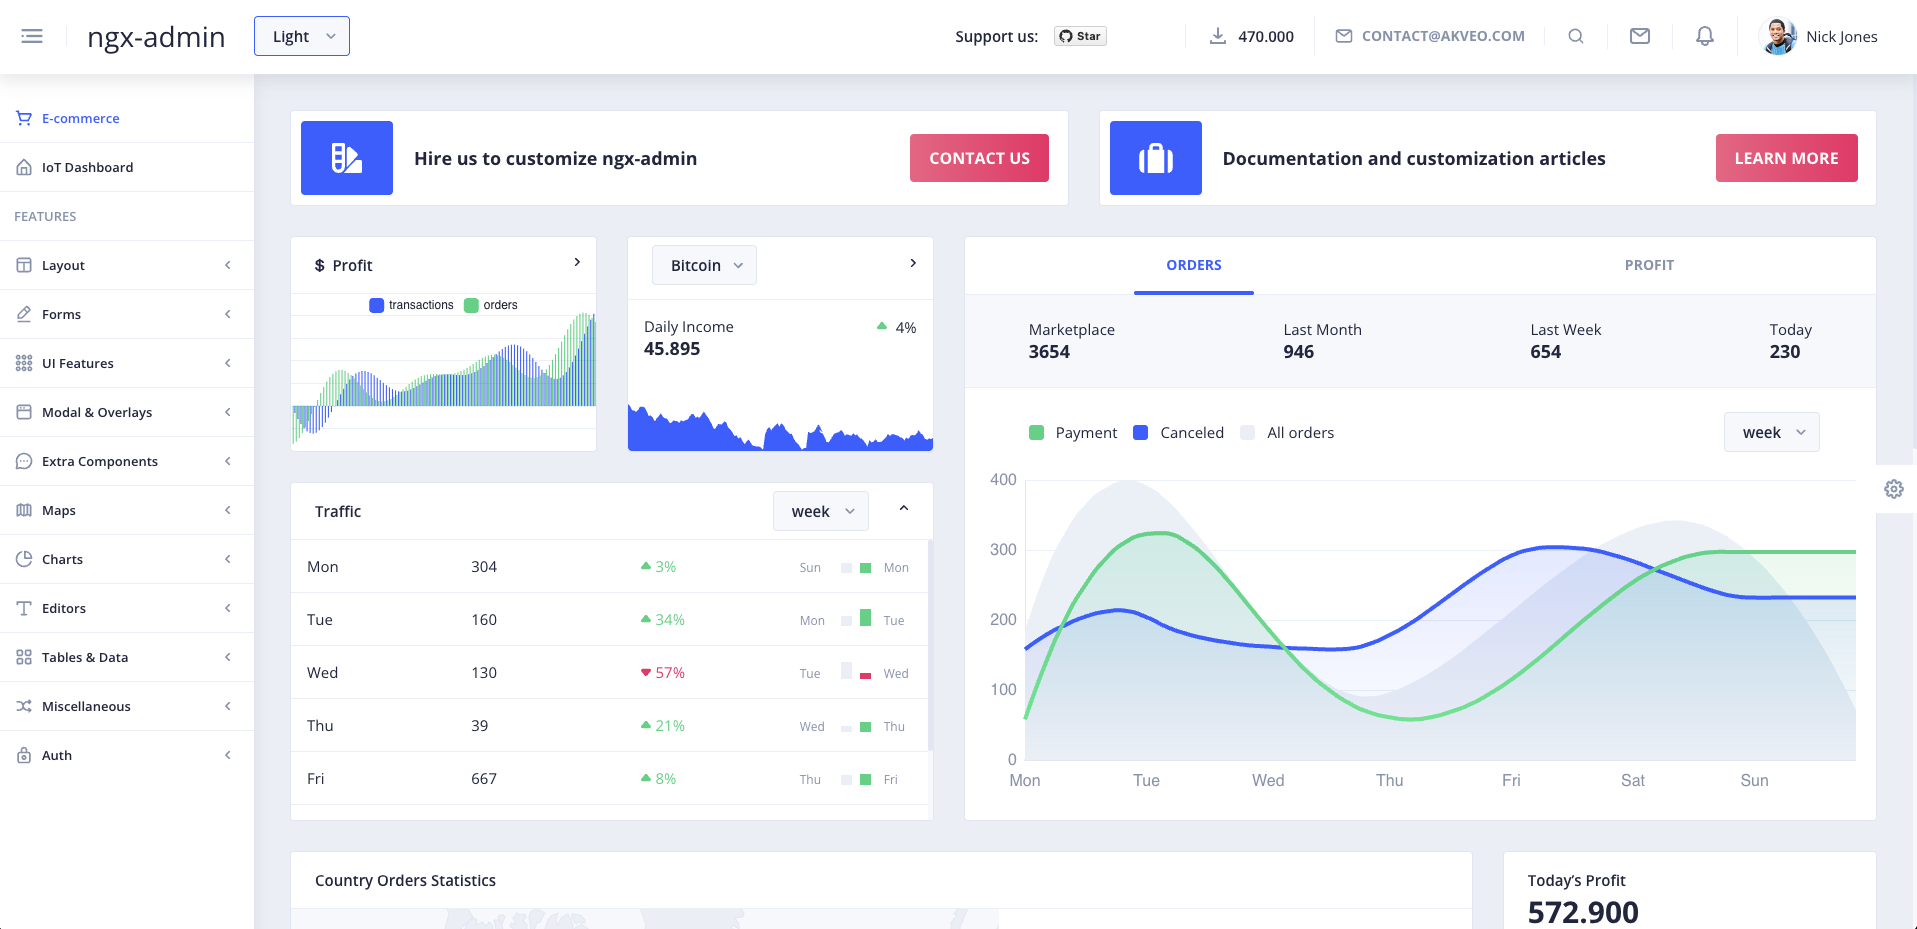 ngx-admin
Light
Support us:
Star
470.000
CONTACT@AKVEO.COM
Nick Jones
E-commerce
IoT Dashboard
FEATURES
Layout
Forms
UI Features
Modal & Overlays
Extra Components
Maps
Charts
Editors
Tables & Data
Miscellaneous
Auth
Hire us to customize ngx-admin
CONTACT US
Documentation and customization articles
LEARN MORE
$ Profit
transactions orders
Bitcoin
Daily Income 4%
45.895
Traffic week
Mon 304 3% Sun Mon
Tue 160 34% Mon Tue
Wed 130 57% Tue Wed
Thu 39 21% Wed Thu
Fri 667 8% Thu Fri
ORDERS PROFIT
Marketplace Last Month Last Week Today
3654 946 654 230
Payment Canceled All orders week
400
300
200
100
0
Mon Tue Wed Thu Fri Sat Sun
Country Orders Statistics
Today’s Profit
572.900